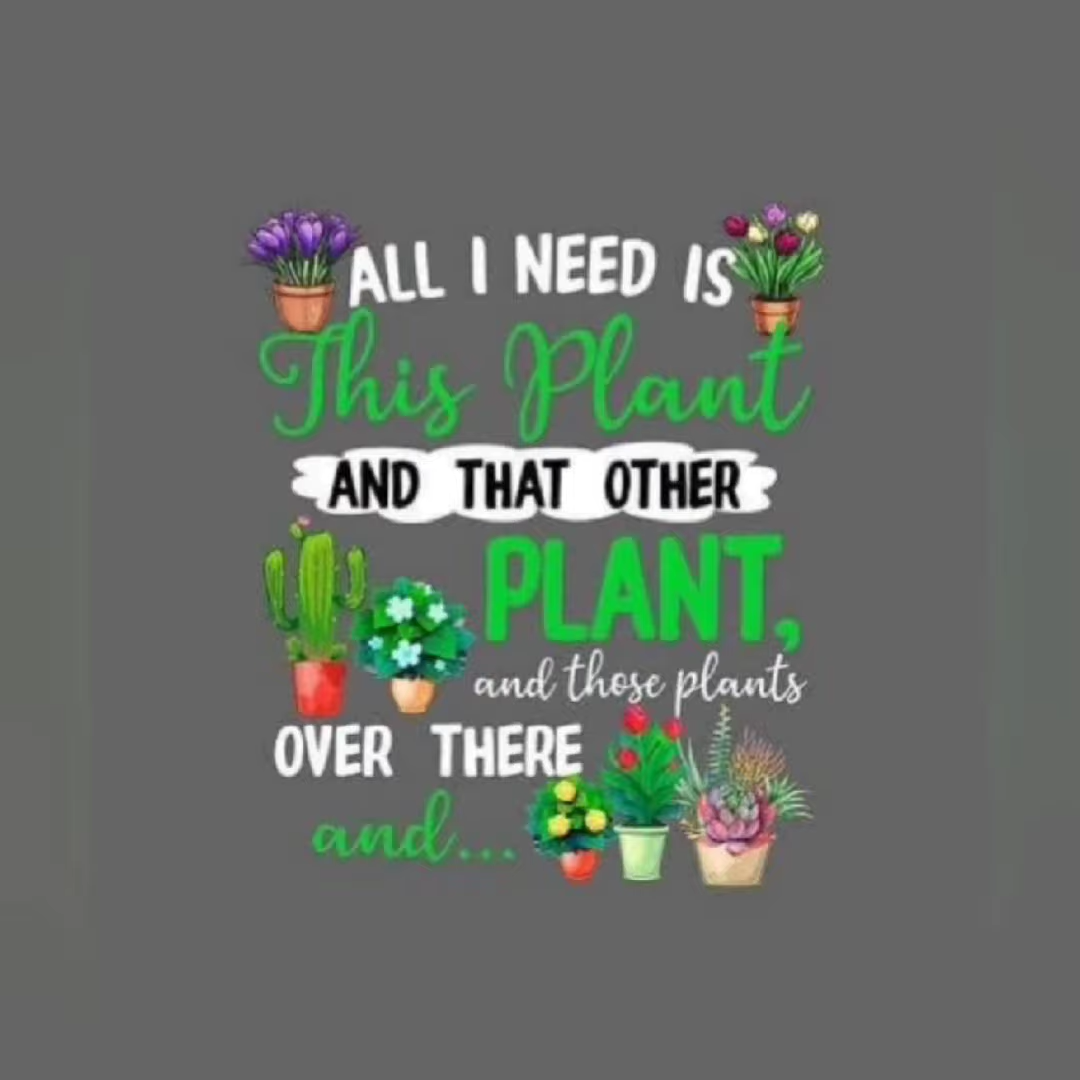 ALL I NEED IS
This Plant
AND THAT OTHER
PLANT,
and those plants
OVER THERE
and...